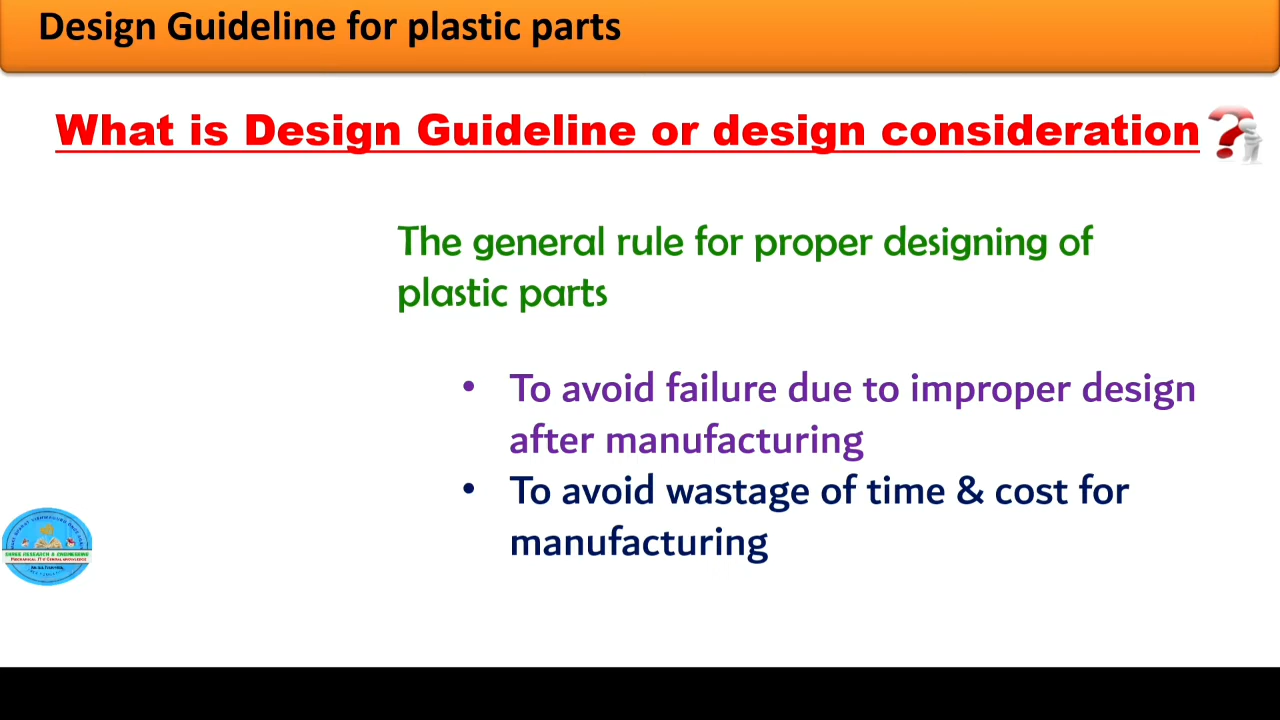 Design Guideline for plastic parts
What is Design Guideline or design consideration
The general rule for proper designing of
plastic parts
• To avoid failure due to improper design
after manufacturing
• To avoid wastage of time & cost for
manufacturing